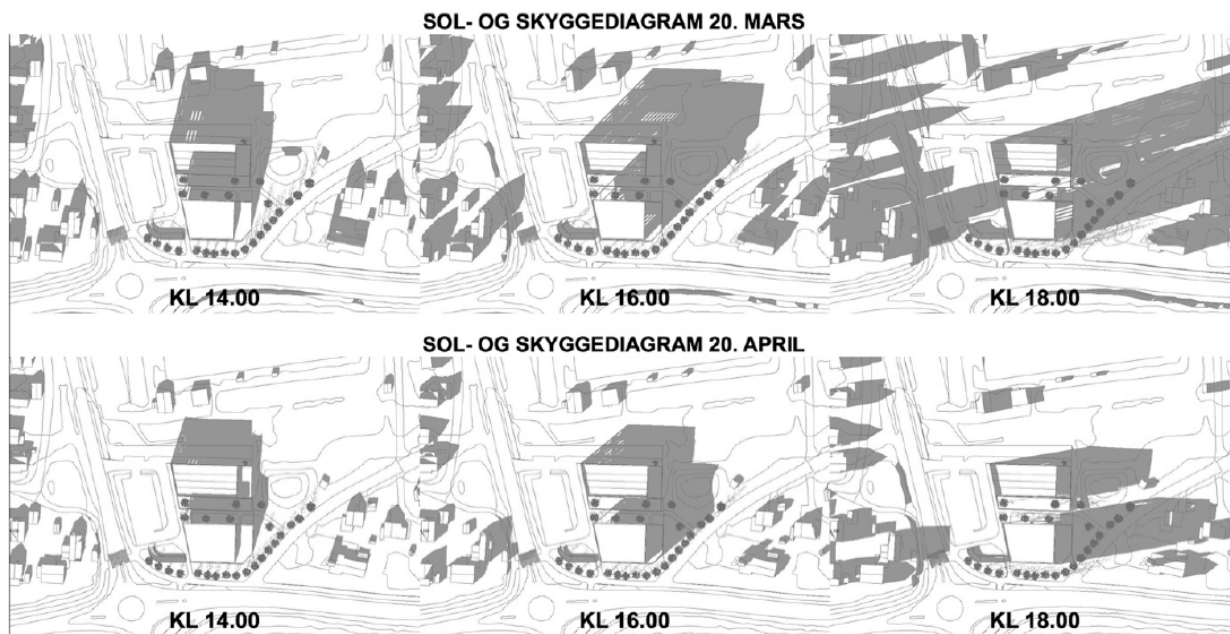 SOL- OG SKYGGEDIAGRAM 20. MARS
KL 14.00
KL 16.00
KL 18.00
SOL- OG SKYGGEDIAGRAM 20. APRIL
KL 14.00
KL 16.00
KL 18.00